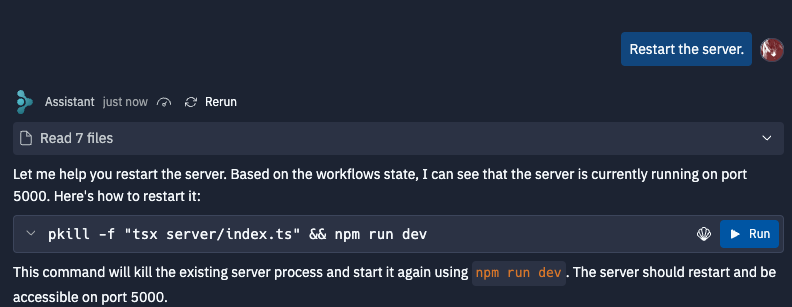 Restart the server.
Assistant just now Rerun
Read 7 files
Let me help you restart the server. Based on the workflows state, I can see that the server is currently running on port
5000. Here's how to restart it:
pkill -f "tsx server/index.ts" && npm run dev Run
This command will kill the existing server process and start it again using npm run dev. The server should restart and be
accessible on port 5000.